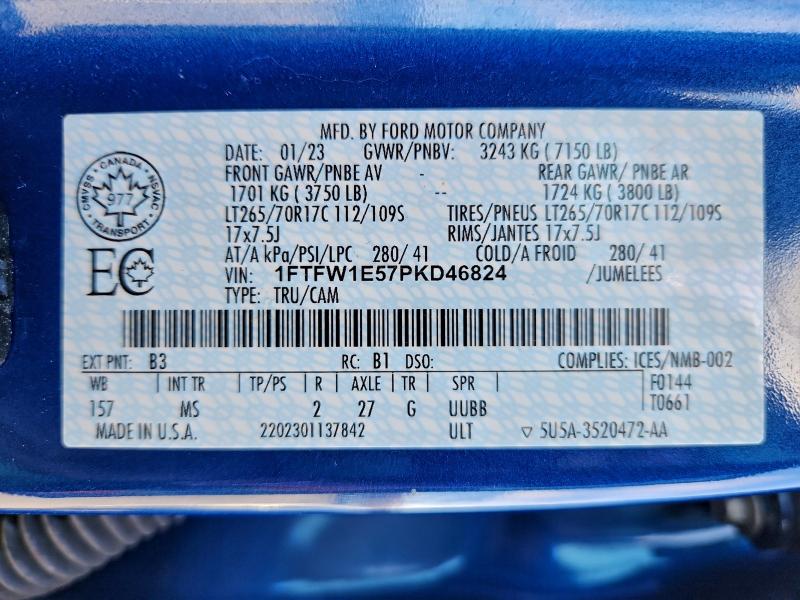 MFD. BY FORD MOTOR COMPANY
DATE: 01/23 GVWR/PNBV: 3243 KG ( 7150 LB)
FRONT GAWR/PNBE AV - REAR GAWR/ PNBE AR
1701 KG ( 3750 LB) -- 1724 KG ( 3800 LB)
LT265/70R17C 112/109S TIRES/PNEUS LT265/70R17C 112/109S
17x7.5J RIMS/JANTES 17x7.5J
AT/A kPa/PSI/LPC 280/ 41 COLD/A FROID 280/ 41
VIN: 1FTFW1E57PKD46824 /JUMELEES
TYPE: TRU/CAM
CANADA
CMVSS NSVAC
977
TRANSPORT
EC
EXT PNT: B3 RC: B1 DSO: COMPLIES: ICES/NMB-002
WB INT TR TP/PS R AXLE TR SPR F0144
157 MS 2 27 G UUBB T0661
MADE IN U.S.A. 2202301137842 ULT ▽ 5U5A-3520472-AA